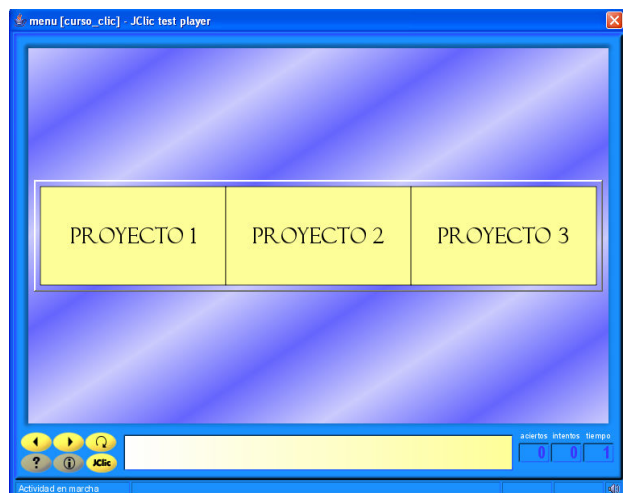 menu [curso_clic] - JClic test player
PROYECTO 1 PROYECTO 2 PROYECTO 3
aciertos intentos tiempo
? i JClic 0 0 1
Actividad en marcha